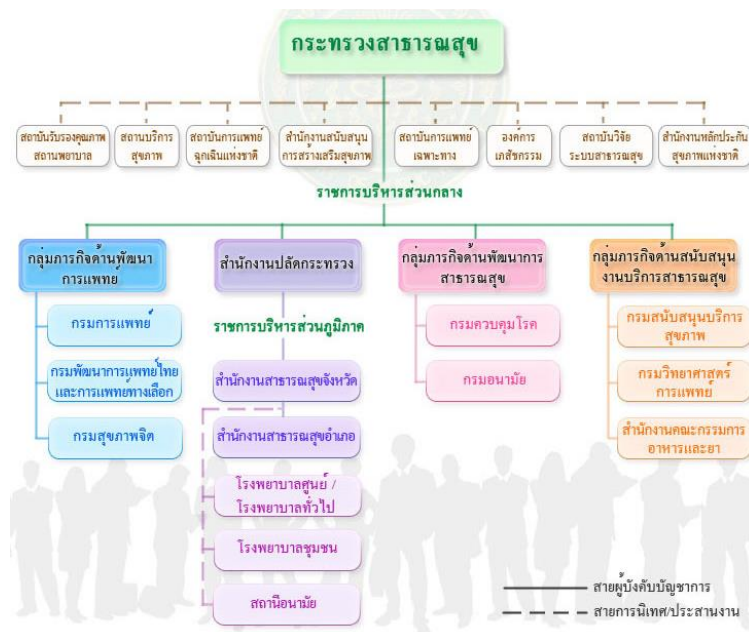 กระทรวงสาธารณสุข
สถาบันรับรองคุณภาพ
สถานพยาบาล
สถานบริการ
สุขภาพ
สถาบันการแพทย์
ฉุกเฉินแห่งชาติ
สำนักงานสนับสนุน
การสร้างเสริมสุขภาพ
สถาบันการแพทย์
เฉพาะทาง
องค์การ
เภสัชกรรม
สถาบันวิจัย
ระบบสาธารณสุข
สำนักงานหลักประกัน
สุขภาพแห่งชาติ
ราชการบริหารส่วนกลาง
กลุ่มภารกิจด้านพัฒนา
การแพทย์
กรมการแพทย์
กรมพัฒนาการแพทย์ไทย
และการแพทย์ทางเลือก
กรมสุขภาพจิต
สำนักงานปลัดกระทรวง
ราชการบริหารส่วนภูมิภาค
สำนักงานสาธารณสุขจังหวัด
สำนักงานสาธารณสุขอำเภอ
โรงพยาบาลศูนย์ /
โรงพยาบาลทั่วไป
โรงพยาบาลชุมชน
สถานีอนามัย
กลุ่มภารกิจด้านพัฒนาการ
สาธารณสุข
กรมควบคุมโรค
กรมอนามัย
กลุ่มภารกิจด้านสนับสนุน
งานบริการสาธารณสุข
กรมสนับสนุนบริการ
สุขภาพ
กรมวิทยาศาสตร์
การแพทย์
สำนักงานคณะกรรมการ
อาหารและยา
สายผู้บังคับบัญชาการ
สายการนิเทศ/ประสานงาน